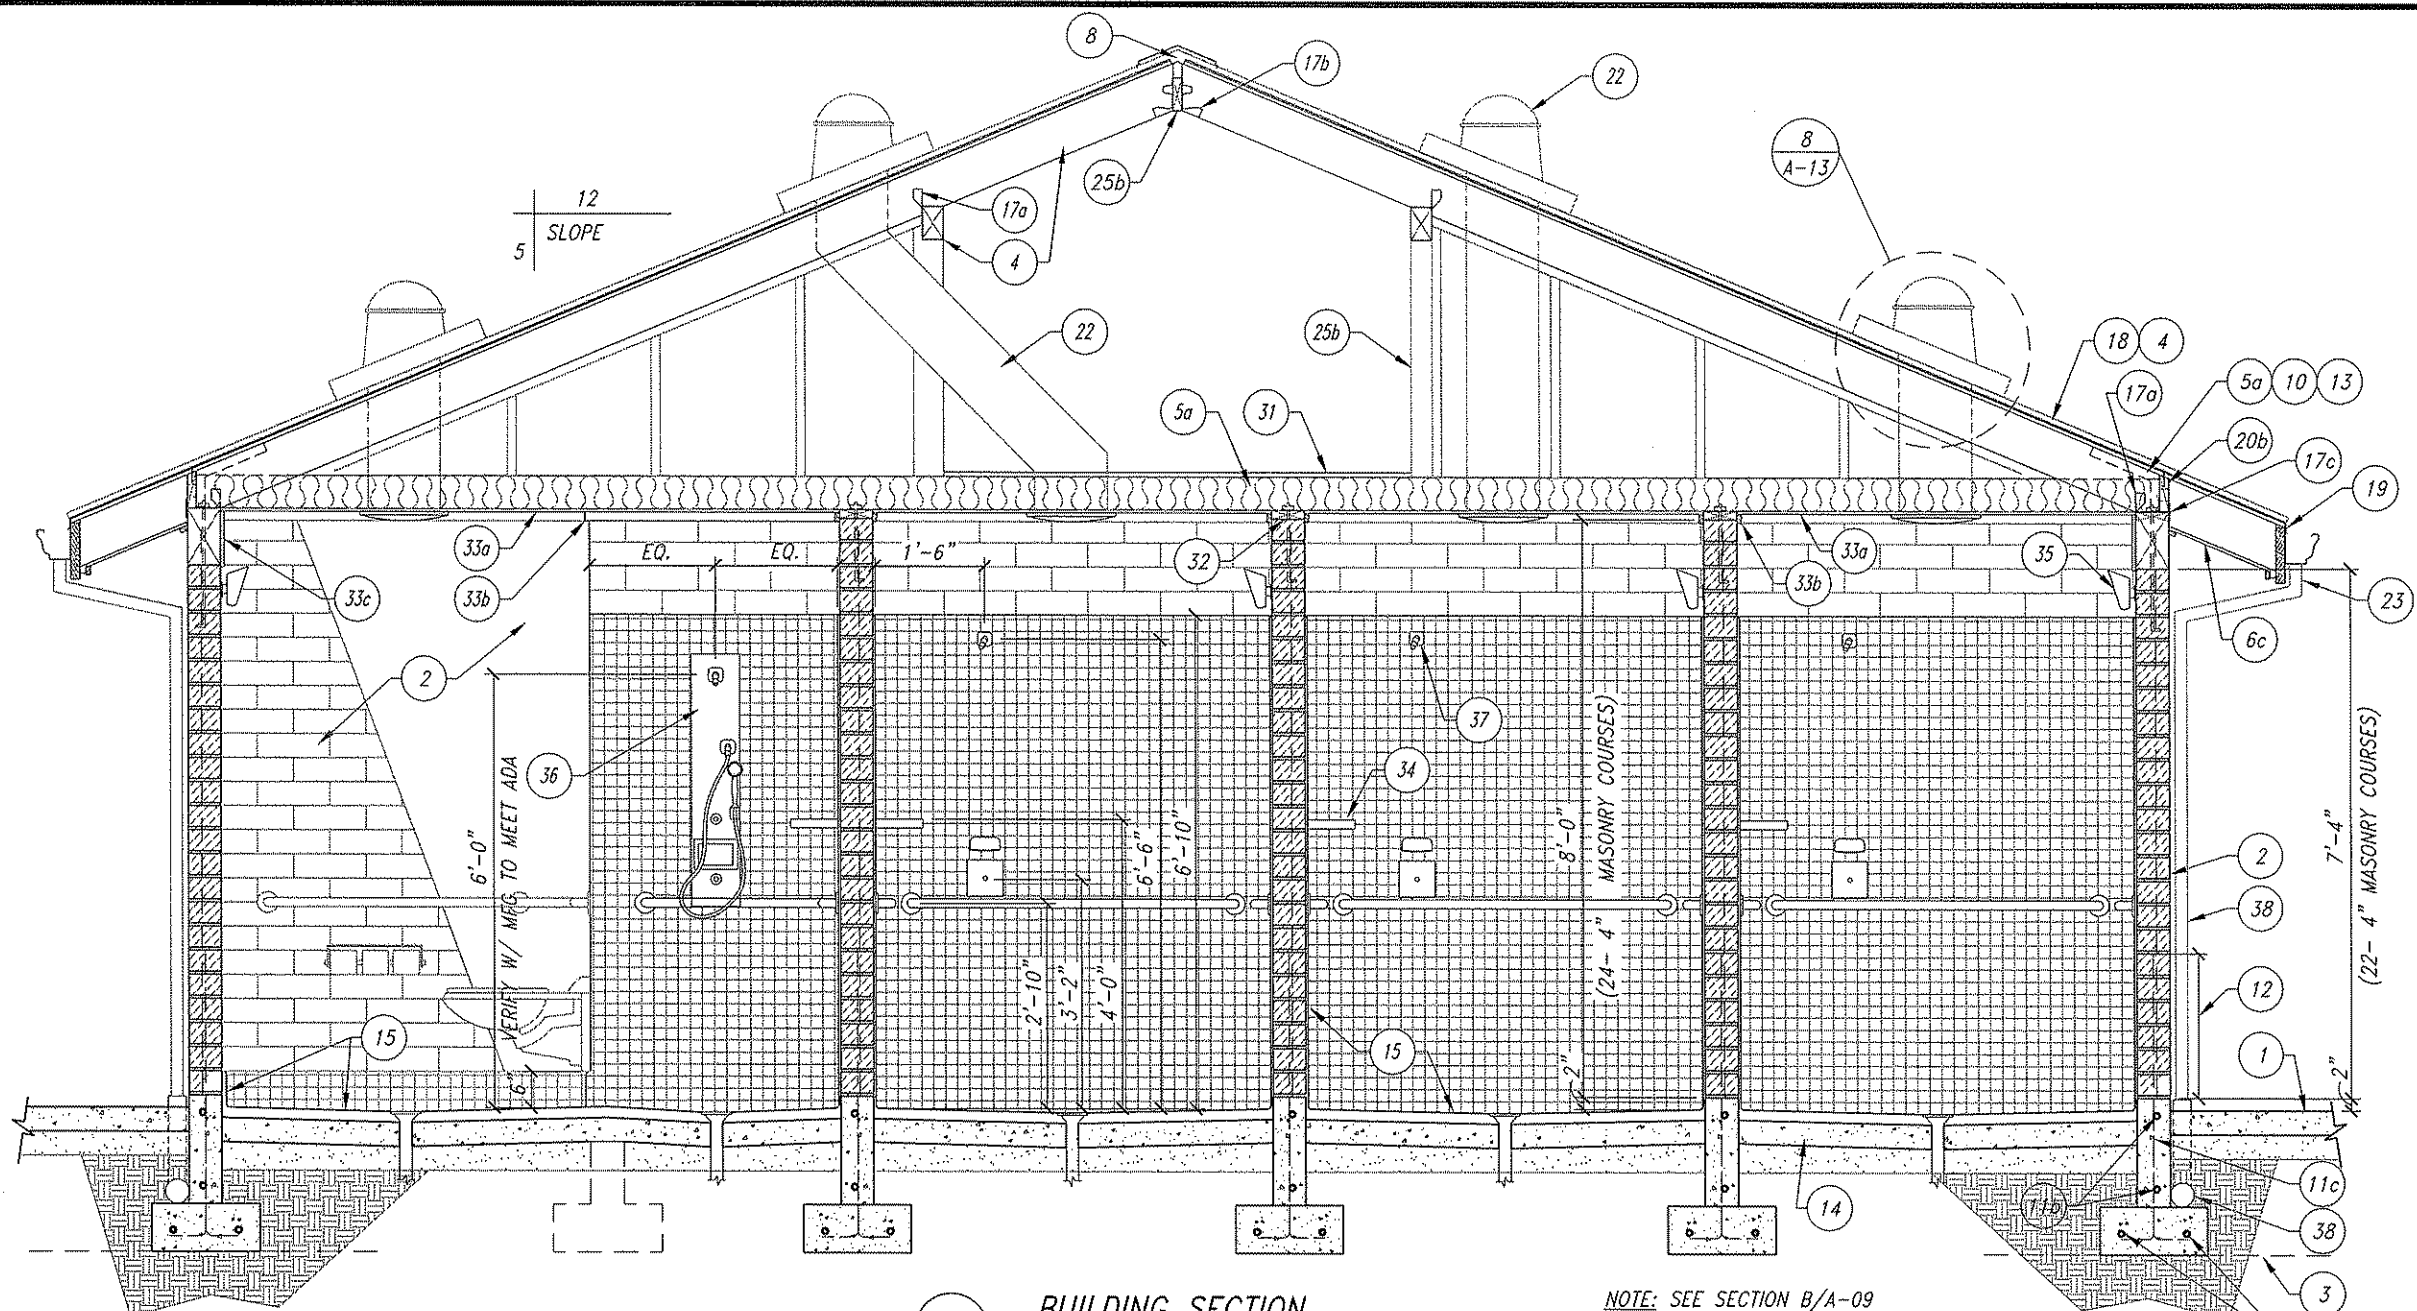 8
17b
22
8
A-13
12
5 SLOPE
25b
17a
4
22
25b
18 4
5a 10 13
17a
20b
17c
19
5a
31
33a
EQ.
EQ.
1'-6"
32
33a
35
33c
33b
33b
23
6c
2
6'-0"
VERIFY W/ MFG TO MEET ADA
36
37
34
8'-0"
(24- 4" MASONRY COURSES)
7'-4"
(22- 4" MASONRY COURSES)
6'-6"
6'-10"
2'-10"
3'-2"
4'-0"
2
38
12
15
15
1
6"
2"
2"
14
11b
11c
38
3
BUILDING SECTION
NOTE: SEE SECTION B/A-09